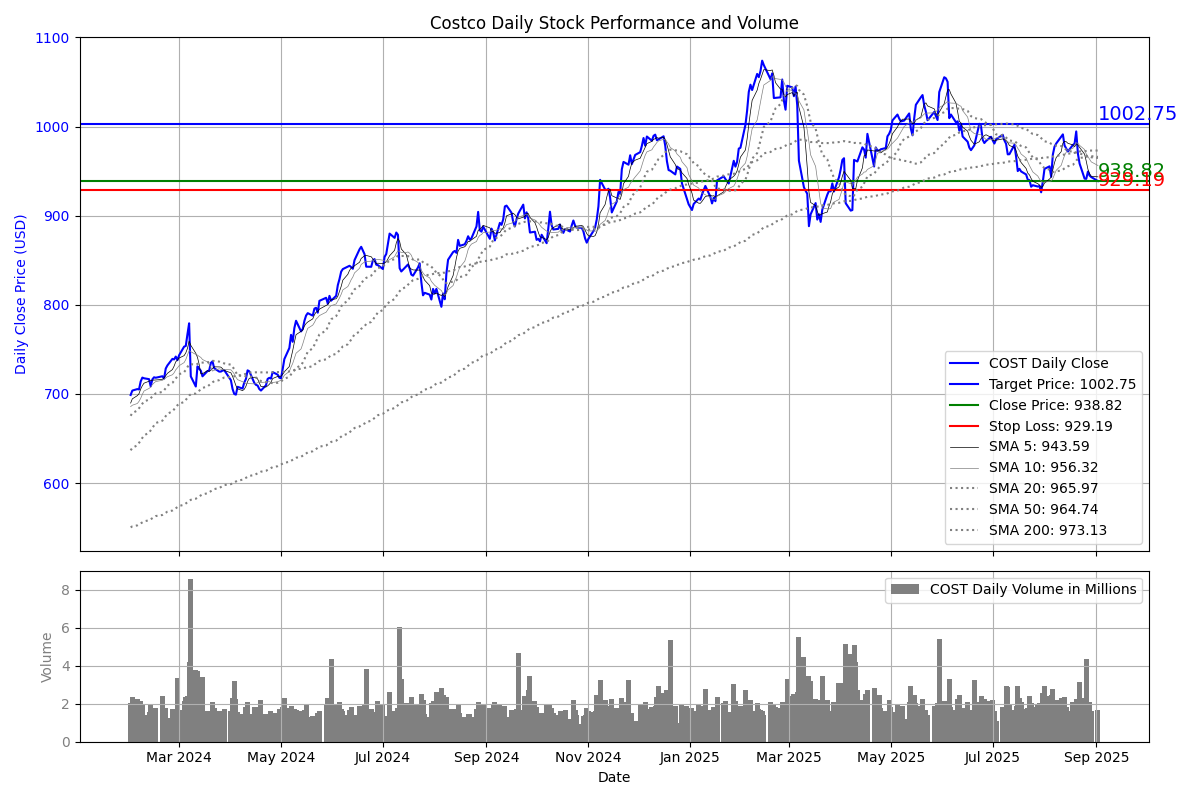 Costco Daily Stock Performance and Volume
1100
1000
900
800
700
600
Daily Close Price (USD)
1002.75
938.82
929.19
COST Daily Close
Target Price: 1002.75
Close Price: 938.82
Stop Loss: 929.19
SMA 5: 943.59
SMA 10: 956.32
SMA 20: 965.97
SMA 50: 964.74
SMA 200: 973.13
8
6
4
2
0
Volume
COST Daily Volume in Millions
Mar 2024 May 2024 Jul 2024 Sep 2024 Nov 2024 Jan 2025 Mar 2025 May 2025 Jul 2025 Sep 2025
Date